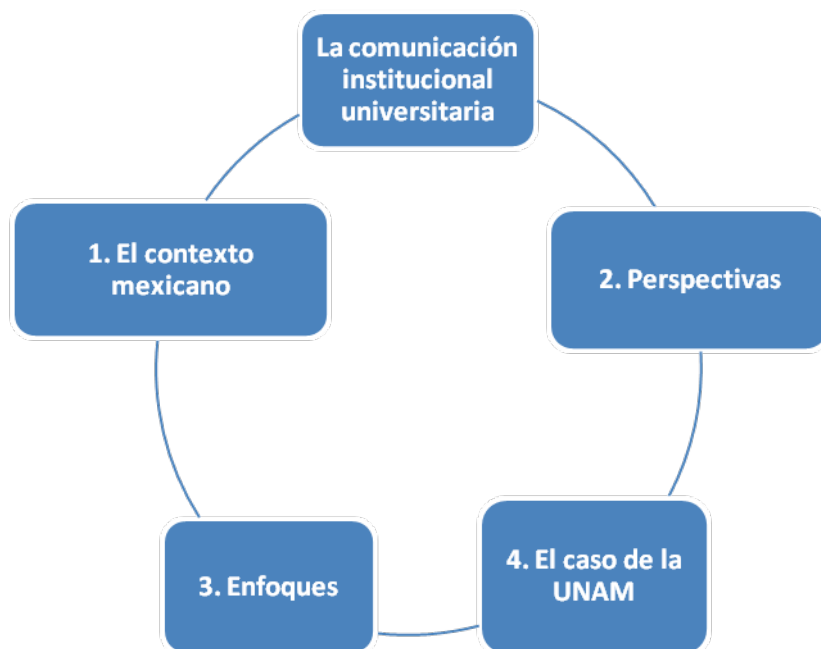 La comunicación
institucional
universitaria
1. El contexto
mexicano
2. Perspectivas
3. Enfoques
4. El caso de la
UNAM